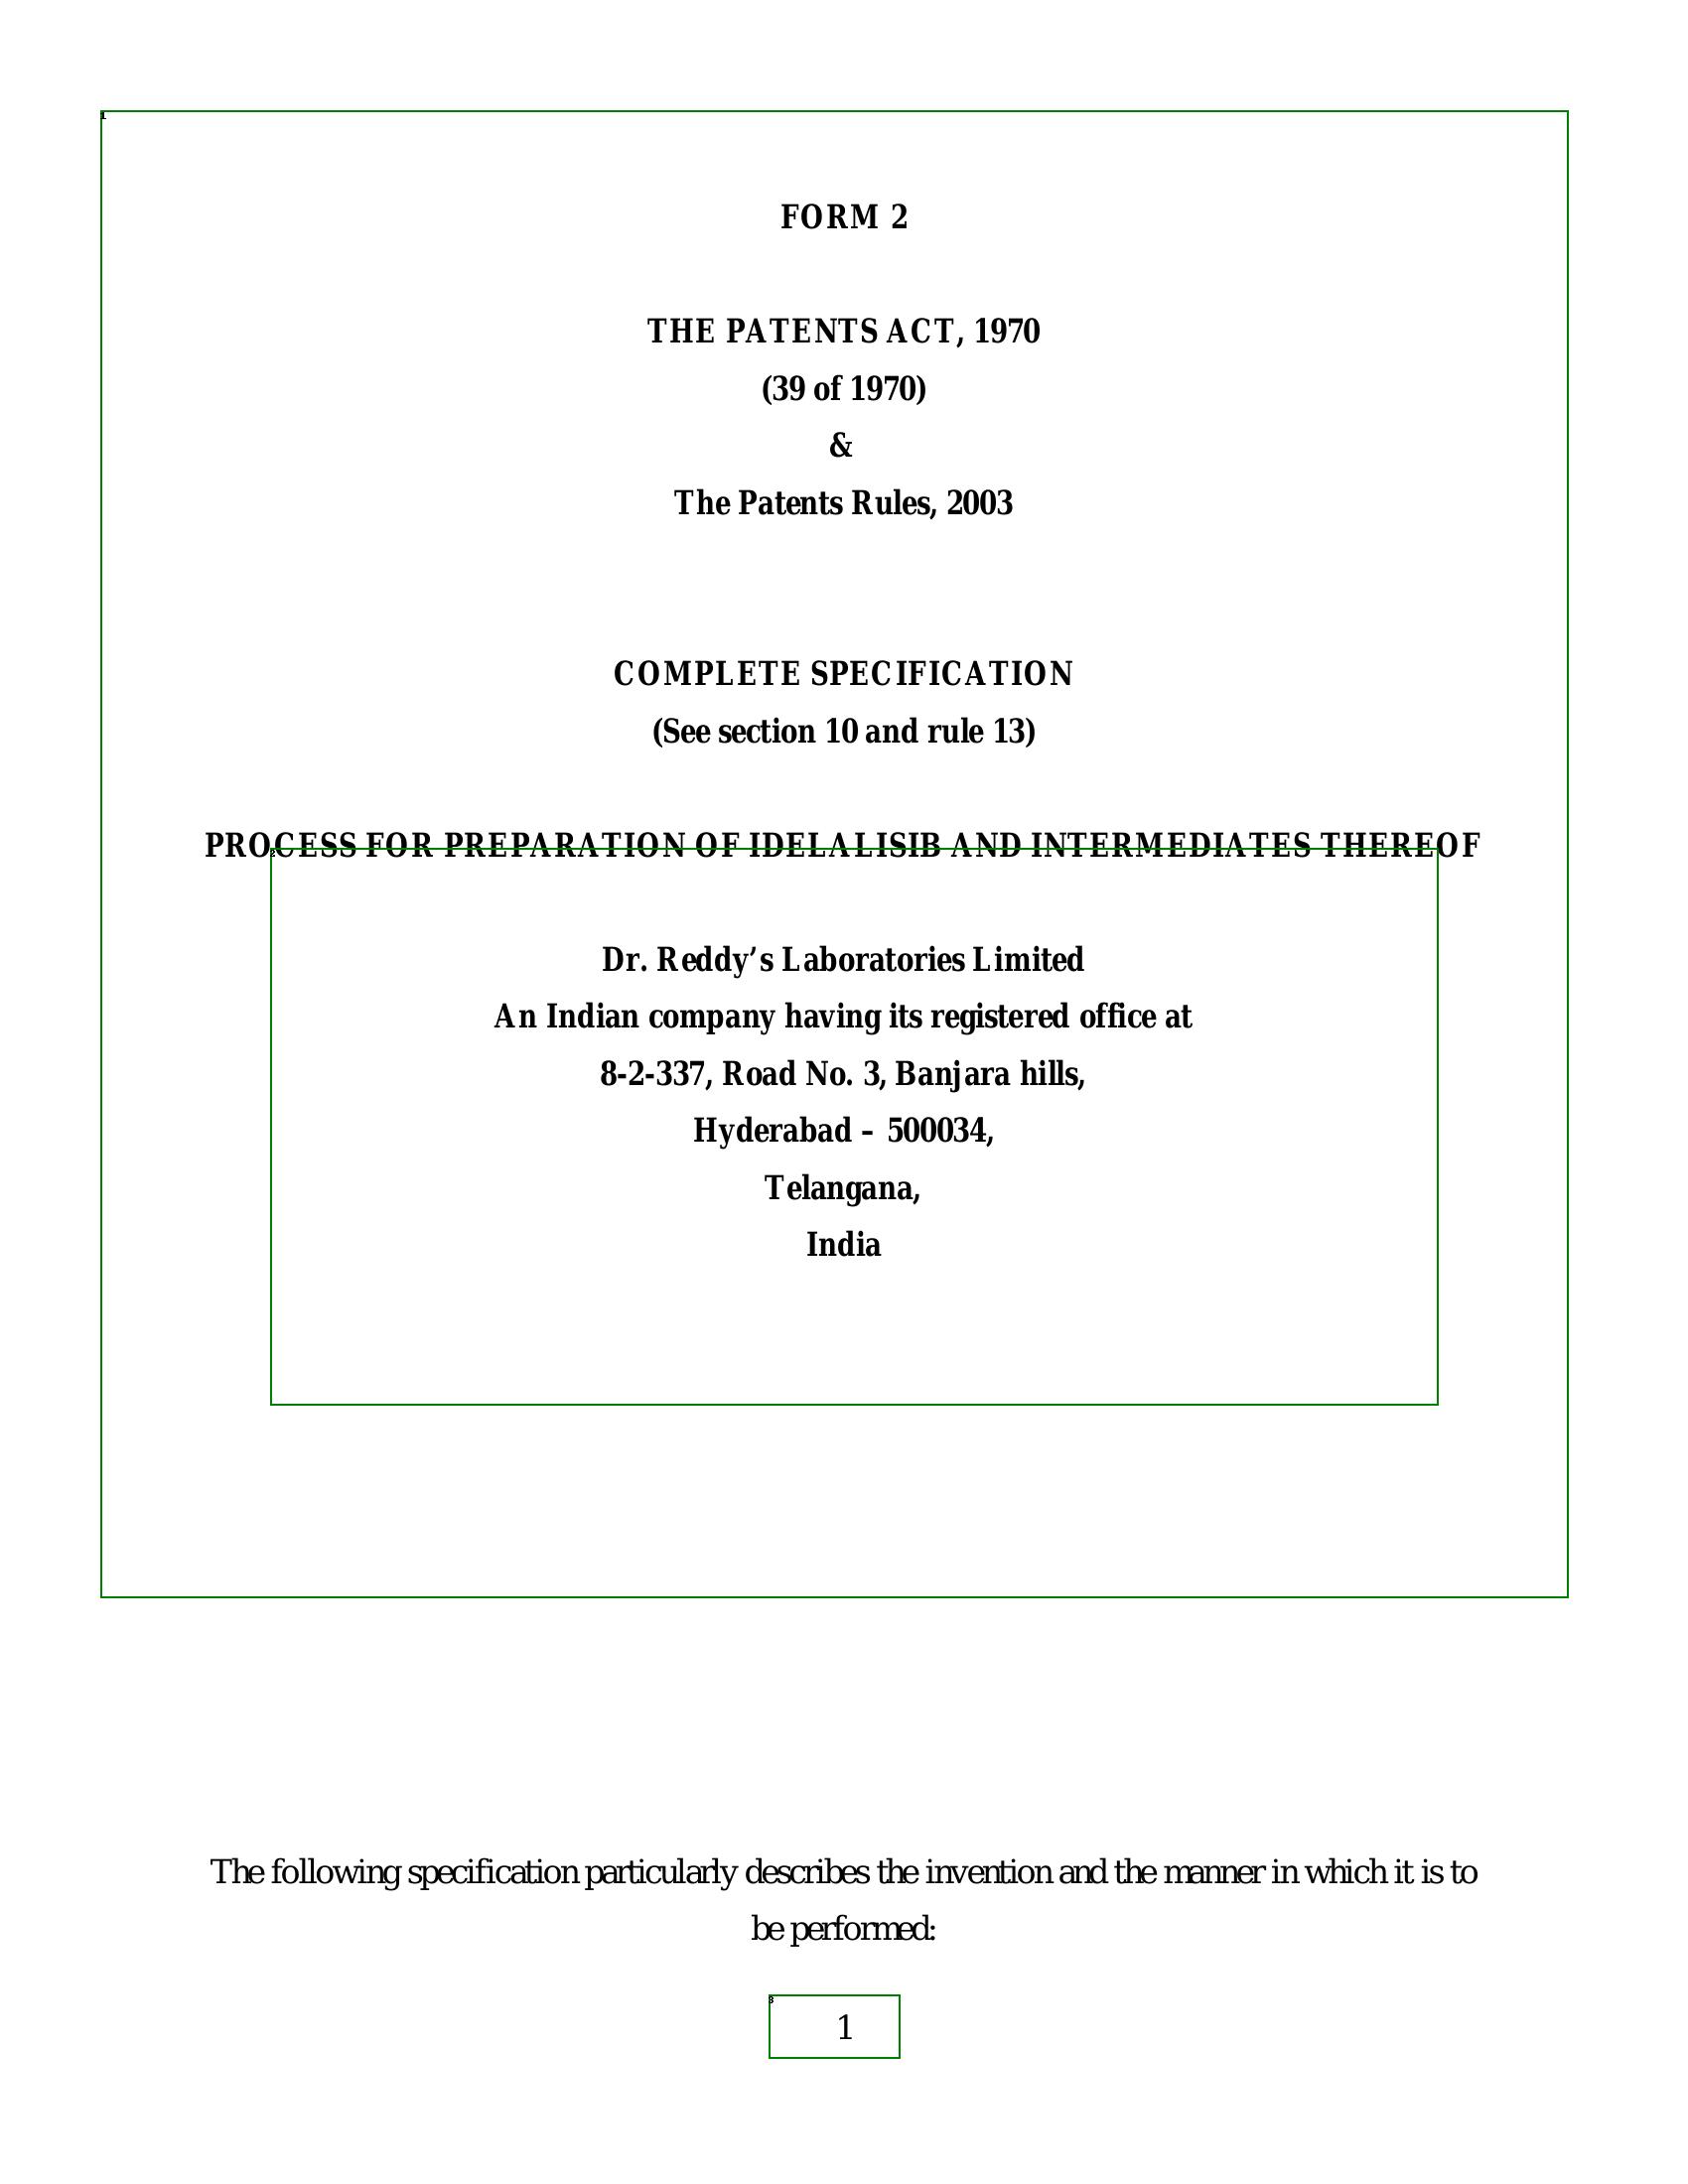 FORM 2
THE PATENTS ACT, 1970
(39 of 1970)
&
The Patents Rules, 2003
COMPLETE SPECIFICATION
(See section 10 and rule 13)
PROCESS FOR PREPARATION OF IDELALISIB AND INTERMEDIATES THEREOF
Dr. Reddy’s Laboratories Limited
An Indian company having its registered office at
8-2-337, Road No. 3, Banjara hills,
Hyderabad – 500034,
Telangana,
India
The following specification particularly describes the invention and the manner in which it is to
be performed:
1